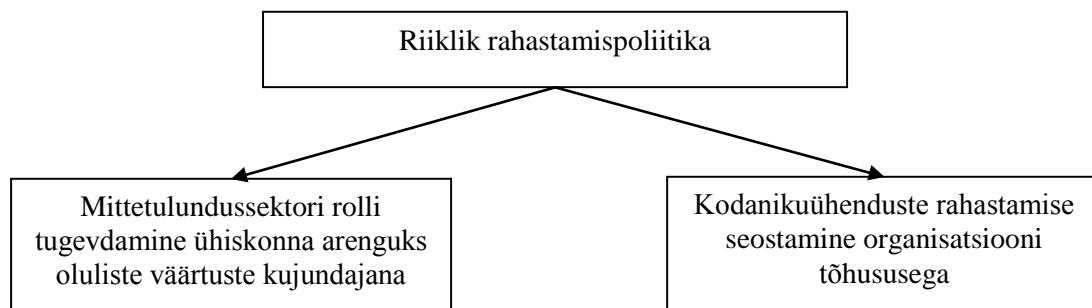 Riiklik rahastamispoliitika
Mittetulundussektori rolli
tugevdamine ühiskonna arenguks
oluliste väärtuste kujundajana
Kodanikuühenduste rahastamise
seostamine organisatsiooni
tõhususega